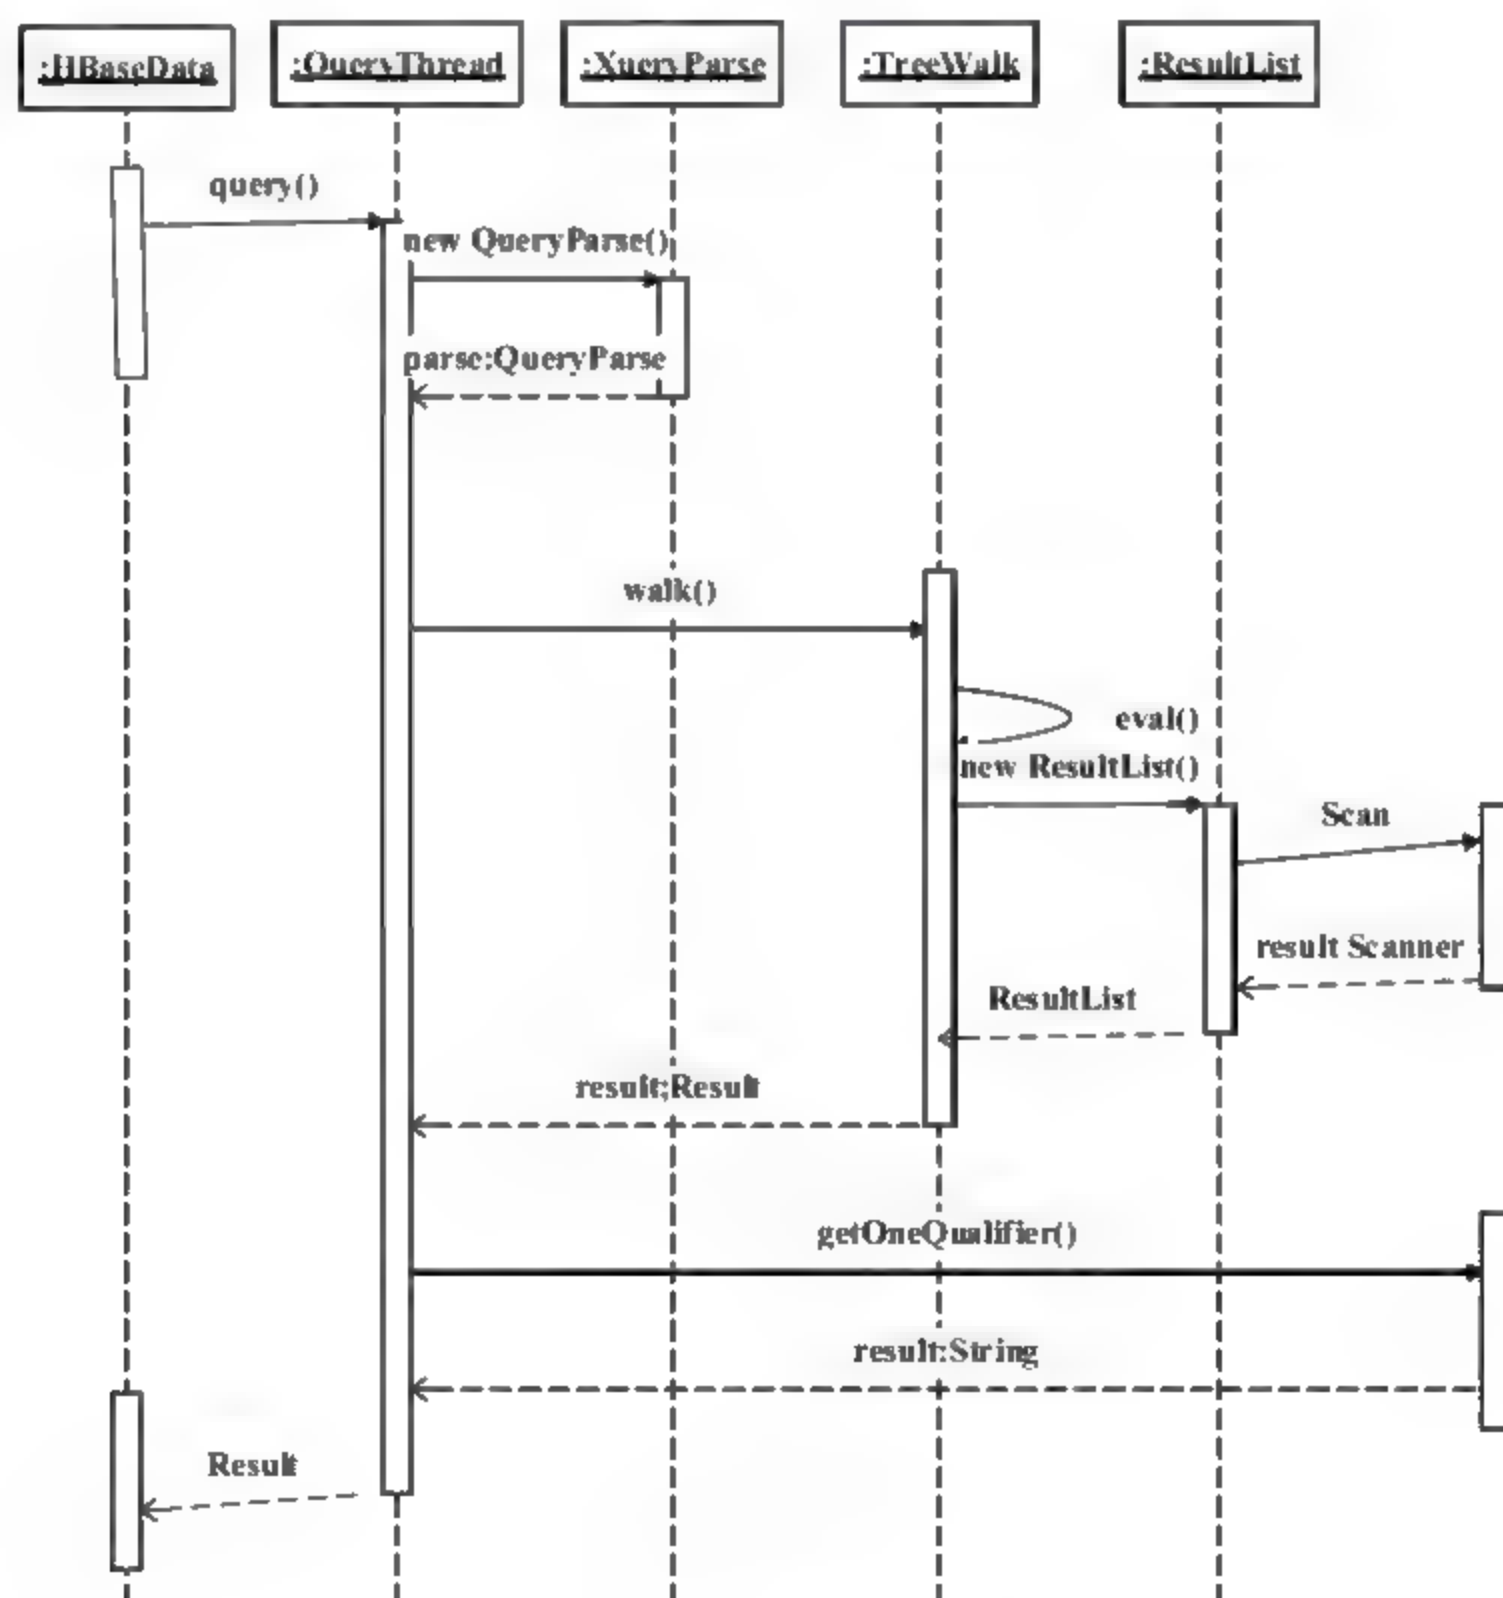 :HBaseData
:QueryThread
:XueryParse
:TreeWalk
:ResultList
query()
new QueryParse()
parse:QueryParse
walk()
eval()
new ResultList()
Scan
result Scanner
ResultList
result;Result
getOneQualifier()
result:String
Result